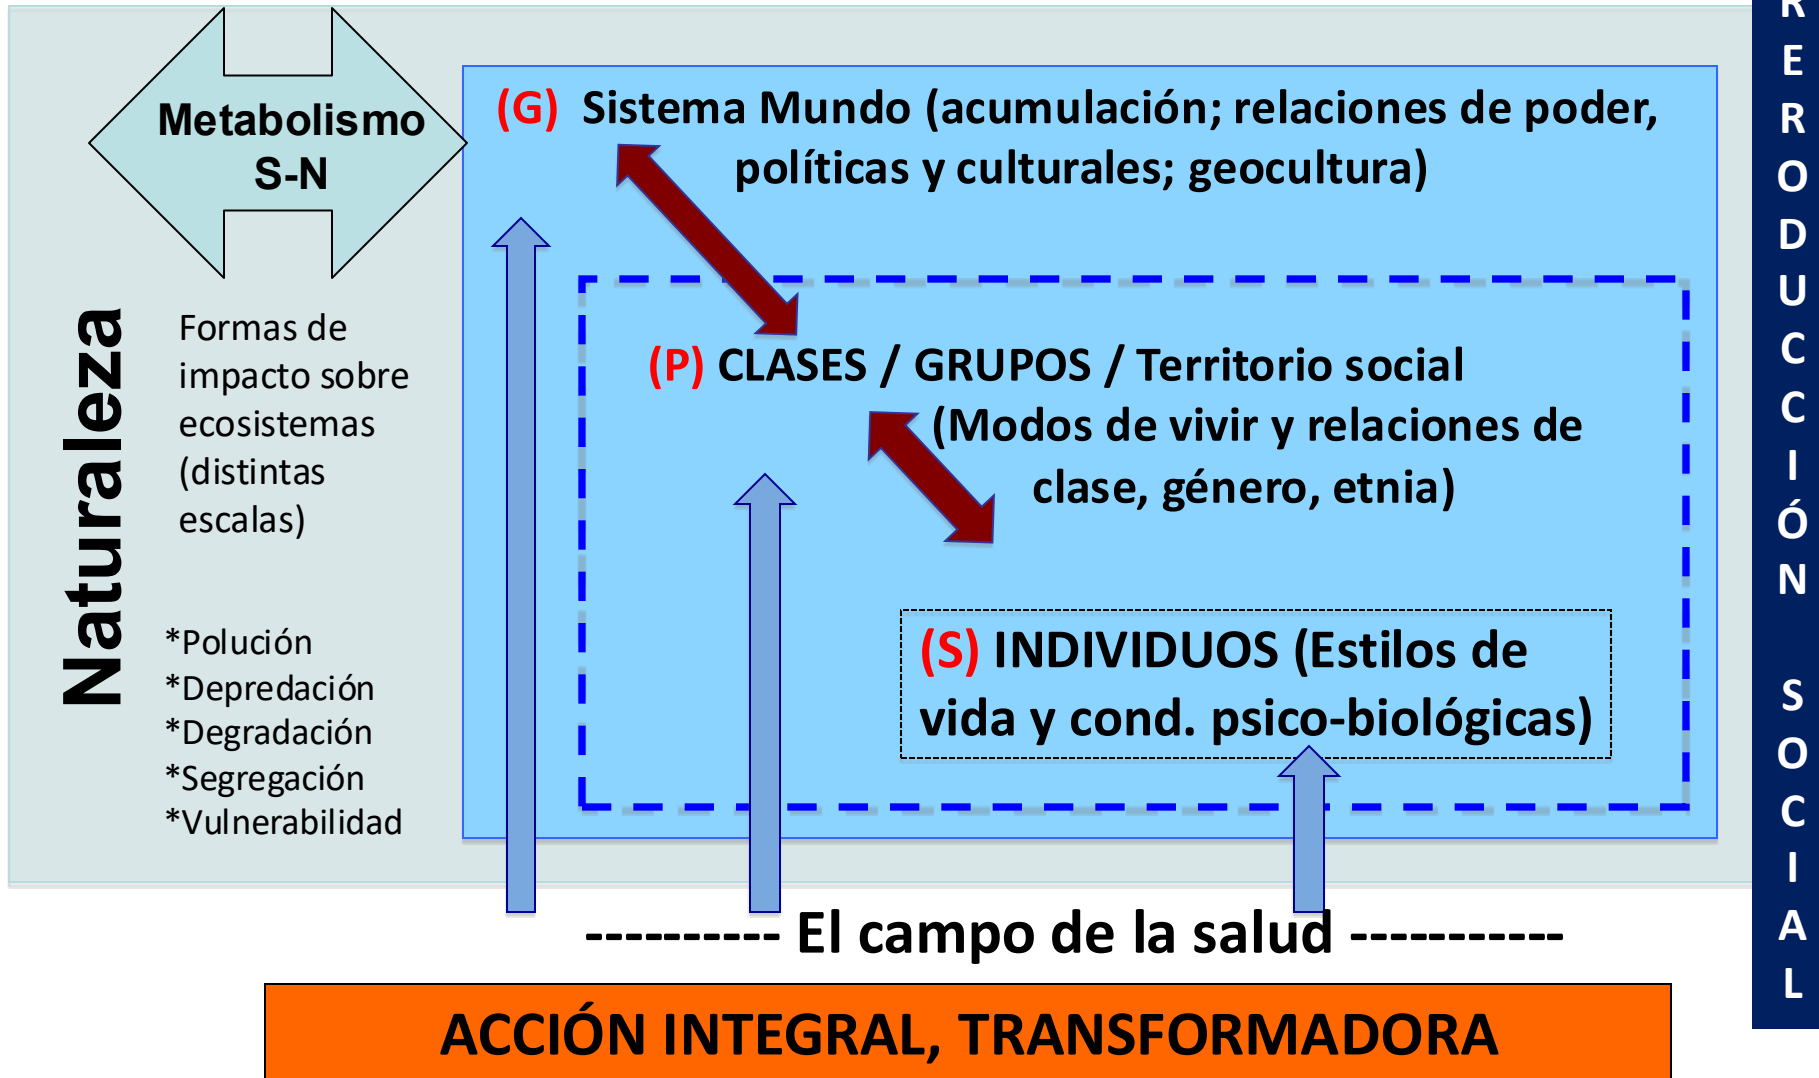 Metabolismo
S-N
(G) Sistema Mundo (acumulación; relaciones de poder,
políticas y culturales; geocultura)
Naturaleza
Formas de
impacto sobre
ecosistemas
(distintas
escalas)
*Polución
*Depredación
*Degradación
*Segregación
*Vulnerabilidad
(P) CLASES / GRUPOS / Territorio social
(Modos de vivir y relaciones de
clase, género, etnia)
(S) INDIVIDUOS (Estilos de
vida y cond. psico-biológicas)
---------- El campo de la salud -----------
ACCIÓN INTEGRAL, TRANSFORMADORA
R
E
R
O
D
U
C
C
I
Ó
N
S
O
C
I
A
L